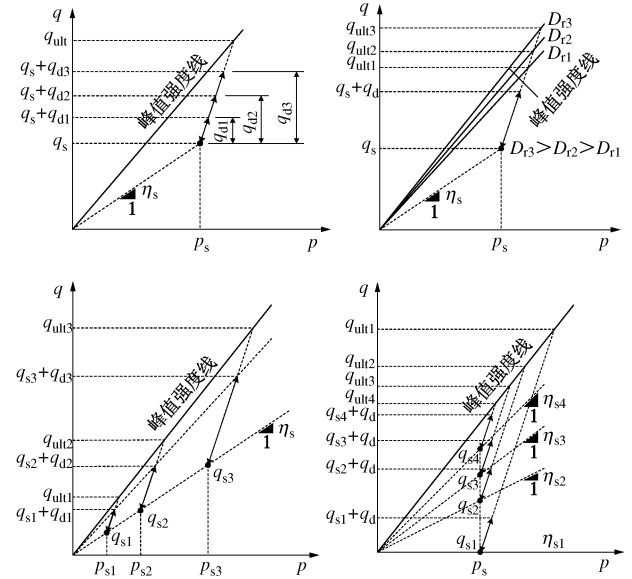 q
q_ult
q_s+q_d3
q_s+q_d2
q_s+q_d1
q_s
峰值强度线
q_d1
q_d2
q_d3
η_s
1
p_s
p
q
q_ult3
q_ult2
q_ult1
q_s+q_d
q_s
D_r3
D_r2
D_r1
峰值强度线
D_r3>D_r2>D_r1
η_s
1
p_s
p
q
q_ult3
q_s3+q_d3
q_ult2
q_s2+q_d2
q_ult1
q_s1+q_d1
峰值强度线
η_s
1
q_s3
q_s2
q_s1
p_s1
p_s2
p_s3
p
q
q_ult1
q_ult2
q_ult3
q_ult4
q_s4+q_d
q_s3+q_d
q_s2+q_d
q_s1+q_d
峰值强度线
η_s4
1
η_s3
1
η_s2
1
q_s4
q_s3
q_s2
q_s1
η_s1
p_s
p